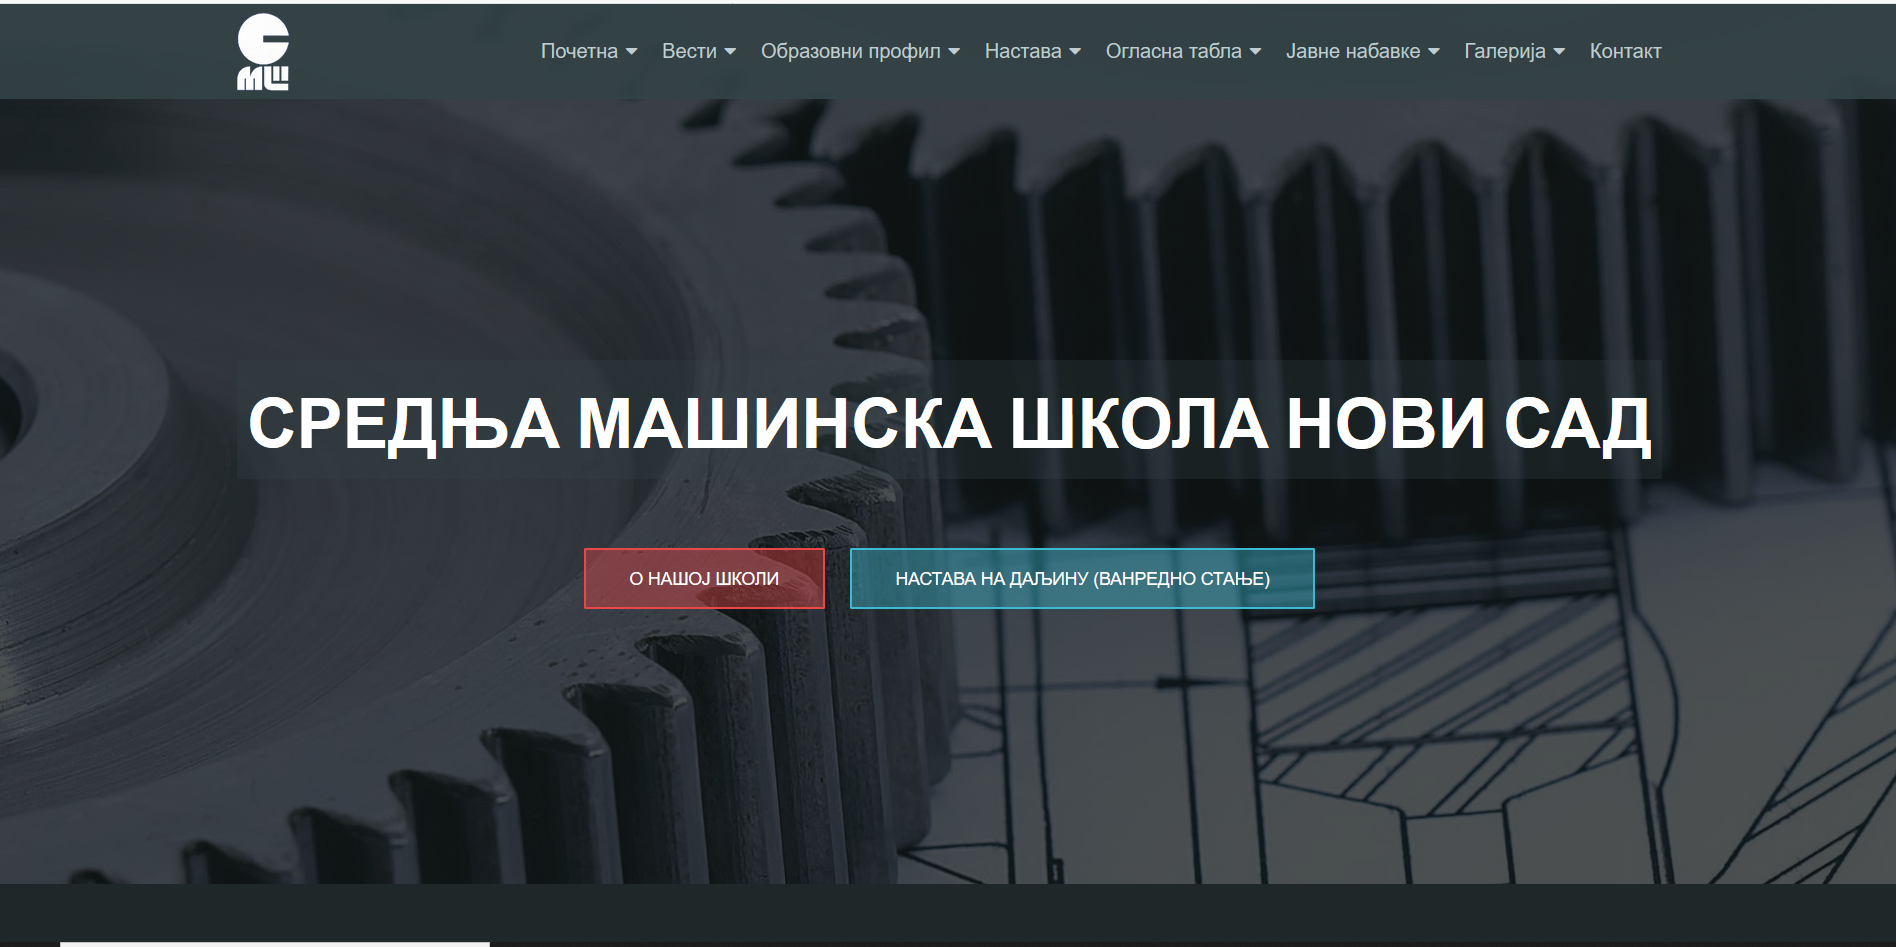 СМШ
Почетна Вести Образовни профил Настава Огласна табла Јавне набавке Галерија Контакт
СРЕДЊА МАШИНСКА ШКОЛА НОВИ САД
О НАШОЈ ШКОЛИ НАСТАВА НА ДАЉИНУ (ВАНРЕДНО СТАЊЕ)